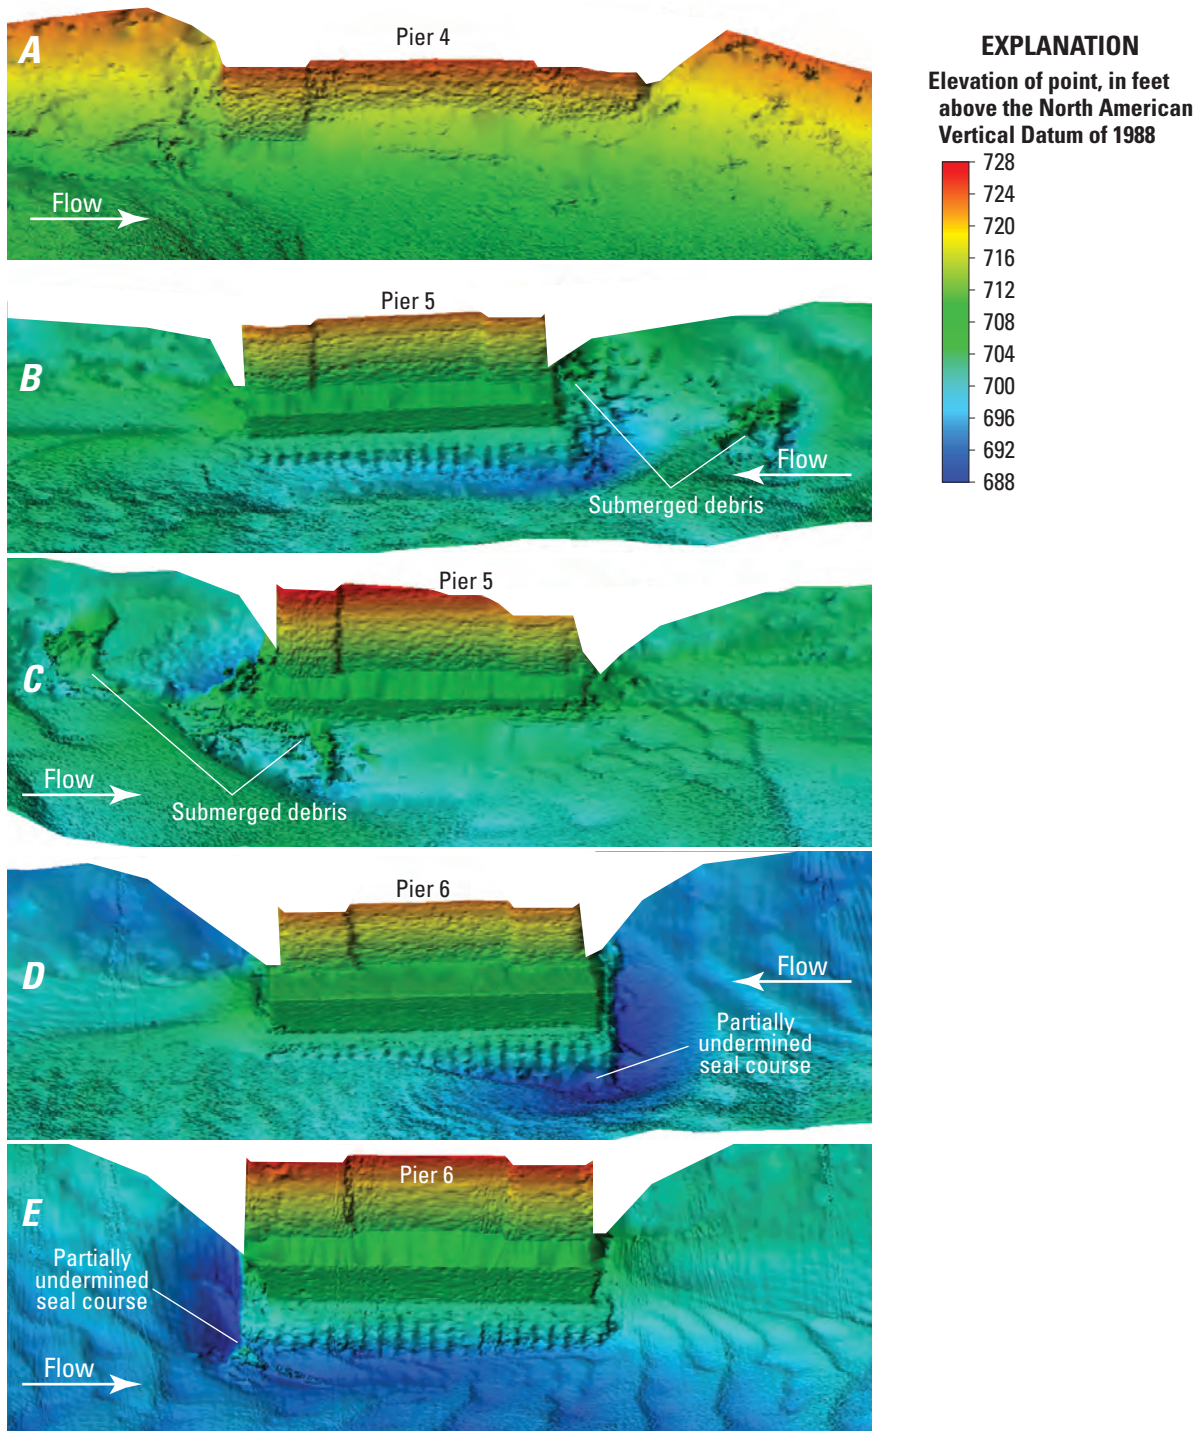 A
Pier 4
Flow
EXPLANATION
Elevation of point, in feet
above the North American
Vertical Datum of 1988
728
724
720
716
712
708
704
700
696
692
688
B
Pier 5
Flow
Submerged debris
C
Pier 5
Flow
Submerged debris
D
Pier 6
Flow
Partially
undermined
seal course
E
Pier 6
Partially
undermined
seal course
Flow